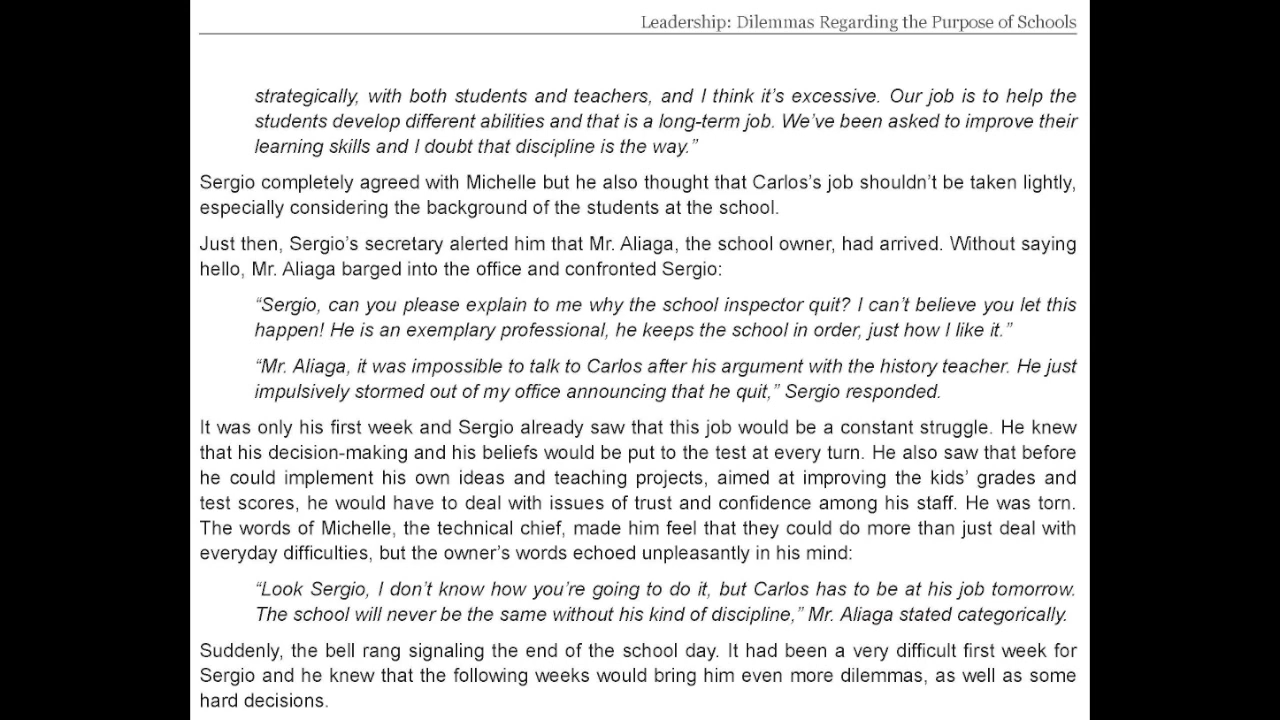 Leadership: Dilemmas Regarding the Purpose of Schools
strategically, with both students and teachers, and I think it’s excessive. Our job is to help the
students develop different abilities and that is a long-term job. We’ve been asked to improve their
learning skills and I doubt that discipline is the way.”
Sergio completely agreed with Michelle but he also thought that Carlos’s job shouldn’t be taken lightly,
especially considering the background of the students at the school.
Just then, Sergio’s secretary alerted him that Mr. Aliaga, the school owner, had arrived. Without saying
hello, Mr. Aliaga barged into the office and confronted Sergio:
“Sergio, can you please explain to me why the school inspector quit? I can’t believe you let this
happen! He is an exemplary professional, he keeps the school in order, just how I like it.”
“Mr. Aliaga, it was impossible to talk to Carlos after his argument with the history teacher. He just
impulsively stormed out of my office announcing that he quit,” Sergio responded.
It was only his first week and Sergio already saw that this job would be a constant struggle. He knew
that his decision-making and his beliefs would be put to the test at every turn. He also saw that before
he could implement his own ideas and teaching projects, aimed at improving the kids’ grades and
test scores, he would have to deal with issues of trust and confidence among his staff. He was torn.
The words of Michelle, the technical chief, made him feel that they could do more than just deal with
everyday difficulties, but the owner’s words echoed unpleasantly in his mind:
“Look Sergio, I don’t know how you’re going to do it, but Carlos has to be at his job tomorrow.
The school will never be the same without his kind of discipline,” Mr. Aliaga stated categorically.
Suddenly, the bell rang signaling the end of the school day. It had been a very difficult first week for
Sergio and he knew that the following weeks would bring him even more dilemmas, as well as some
hard decisions.